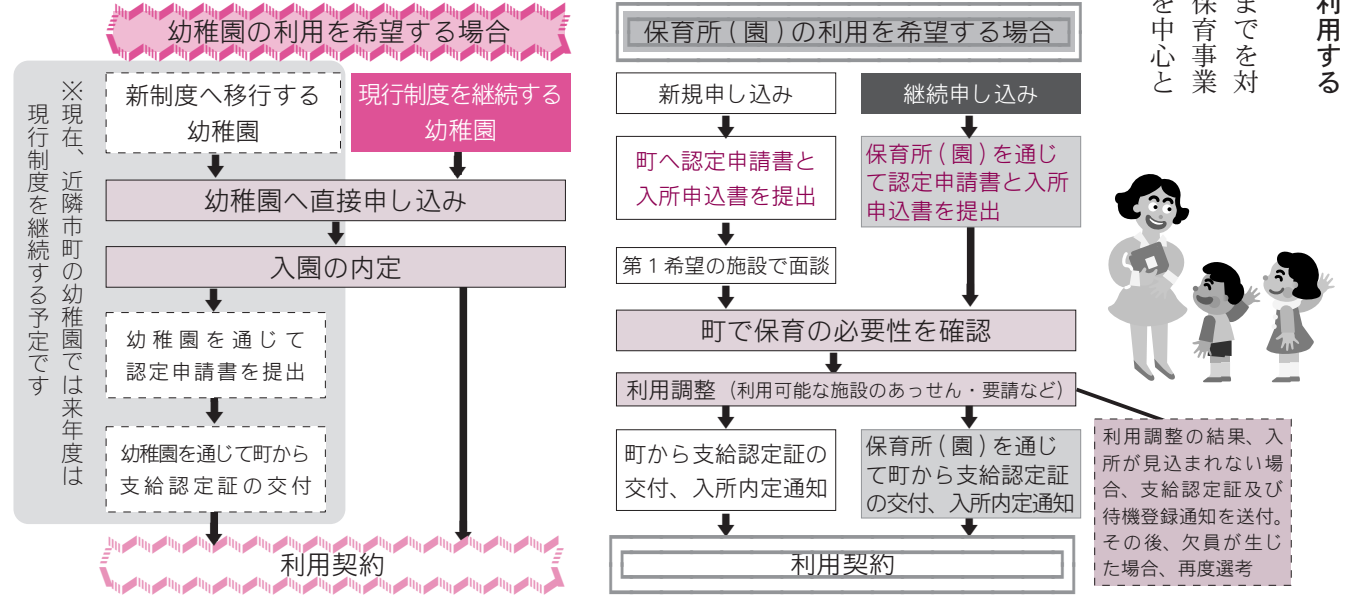 利用する
までを対
保育事業
を中心と
幼稚園の利用を希望する場合
新制度へ移行する
幼稚園
現行制度を継続する
幼稚園
幼稚園へ直接申し込み
入園の内定
幼稚園を通じて
認定申請書を提出
幼稚園を通じて町から
支給認定証の交付
利用契約
※現在、近隣市町の幼稚園では来年度は
現行制度を継続する予定です
保育所(園)の利用を希望する場合
新規申し込み
継続申し込み
町へ認定申請書と
入所申込書を提出
保育所(園)を通じ
て認定申請書と入所
申込書を提出
第1希望の施設で面談
町で保育の必要性を確認
利用調整(利用可能な施設のあっせん・要請など)
町から支給認定証の
交付、入所内定通知
保育所(園)を通じ
て町から支給認定証
の交付、入所内定通知
利用調整の結果、入
所が見込まれない場
合、支給認定証及び
待機登録通知を送付。
その後、欠員が生じ
た場合、再度選考
利用契約